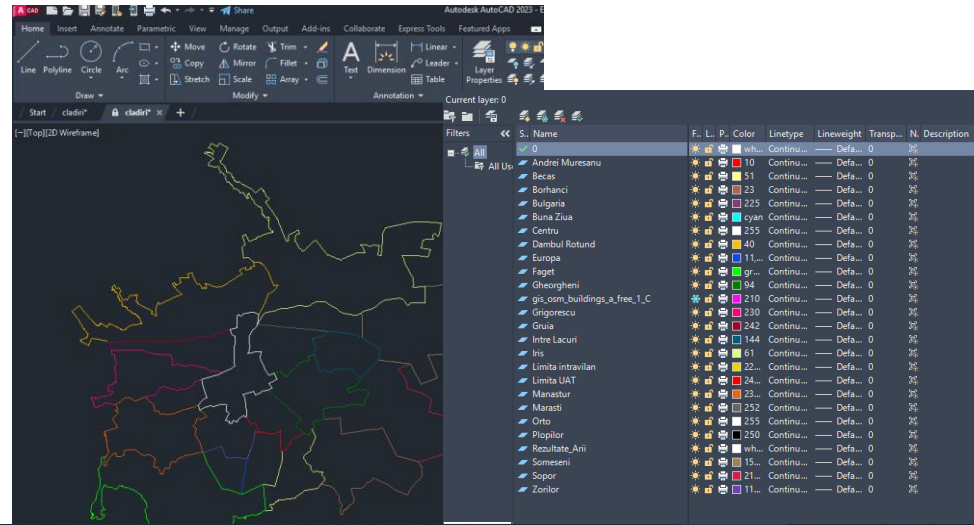 A CAD
Share
Autodesk AutoCAD 2023 - E
Home Insert Annotate Parametric View Manage Output Add-ins Collaborate Express Tools Featured Apps
Line Polyline Circle Arc
Move Rotate Trim
Copy Mirror Fillet
Stretch Scale Array
Text Dimension
Linear
Leader
Table
Layer Properties
Draw Modify Annotation
Start cladiri* cladiri* × +
[−][Top][2D Wireframe]
Current layer: 0
Filters «
All
All Us
S.. Name F.. L.. P.. Color Linetype Lineweight Transp... N. Description
0 wh... Continu... Defa... 0
Andrei Muresanu 10 Continu... Defa... 0
Becas 51 Continu... Defa... 0
Borhanci 23 Continu... Defa... 0
Bulgaria 225 Continu... Defa... 0
Buna Ziua cyan Continu... Defa... 0
Centru 255 Continu... Defa... 0
Dambul Rotund 40 Continu... Defa... 0
Europa 11,... Continu... Defa... 0
Faget gr... Continu... Defa... 0
Gheorgheni 94 Continu... Defa... 0
gis_osm_buildings_a_free_1_C 210 Continu... Defa... 0
Grigorescu 230 Continu... Defa... 0
Gruia 242 Continu... Defa... 0
Intre Lacuri 144 Continu... Defa... 0
Iris 61 Continu... Defa... 0
Limita intravilan 22... Continu... Defa... 0
Limita UAT 24... Continu... Defa... 0
Manastur 23... Continu... Defa... 0
Marasti 252 Continu... Defa... 0
Orto 255 Continu... Defa... 0
Plopilor 250 Continu... Defa... 0
Rezultate_Arii wh... Continu... Defa... 0
Someseni 15... Continu... Defa... 0
Sopor 21... Continu... Defa... 0
Zorilor 11... Continu... Defa... 0